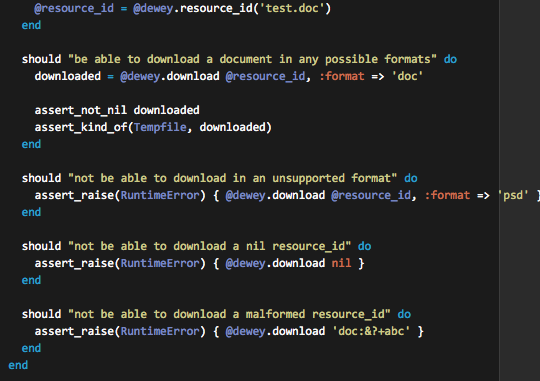 @resource_id = @dewey.resource_id('test.doc')
end
should "be able to download a document in any possible formats" do
downloaded = @dewey.download @resource_id, :format => 'doc'
assert_not_nil downloaded
assert_kind_of(Tempfile, downloaded)
end
should "not be able to download in an unsupported format" do
assert_raise(RuntimeError) { @dewey.download @resource_id, :format => 'psd' }
end
should "not be able to download a nil resource_id" do
assert_raise(RuntimeError) { @dewey.download nil }
end
should "not be able to download a malformed resource_id" do
assert_raise(RuntimeError) { @dewey.download 'doc:&?+abc' }
end
end